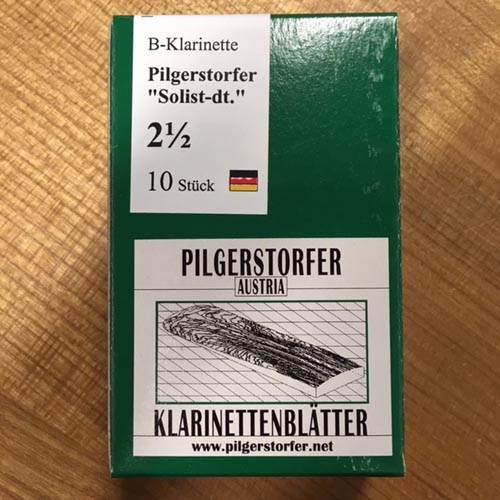 B-Klarinette
Pilgerstorfer
"Solist-dt."
2½
10 Stück
PILGERSTORFER
AUSTRIA
KLARINETTENBLÄTTER
www.pilgerstorfer.net